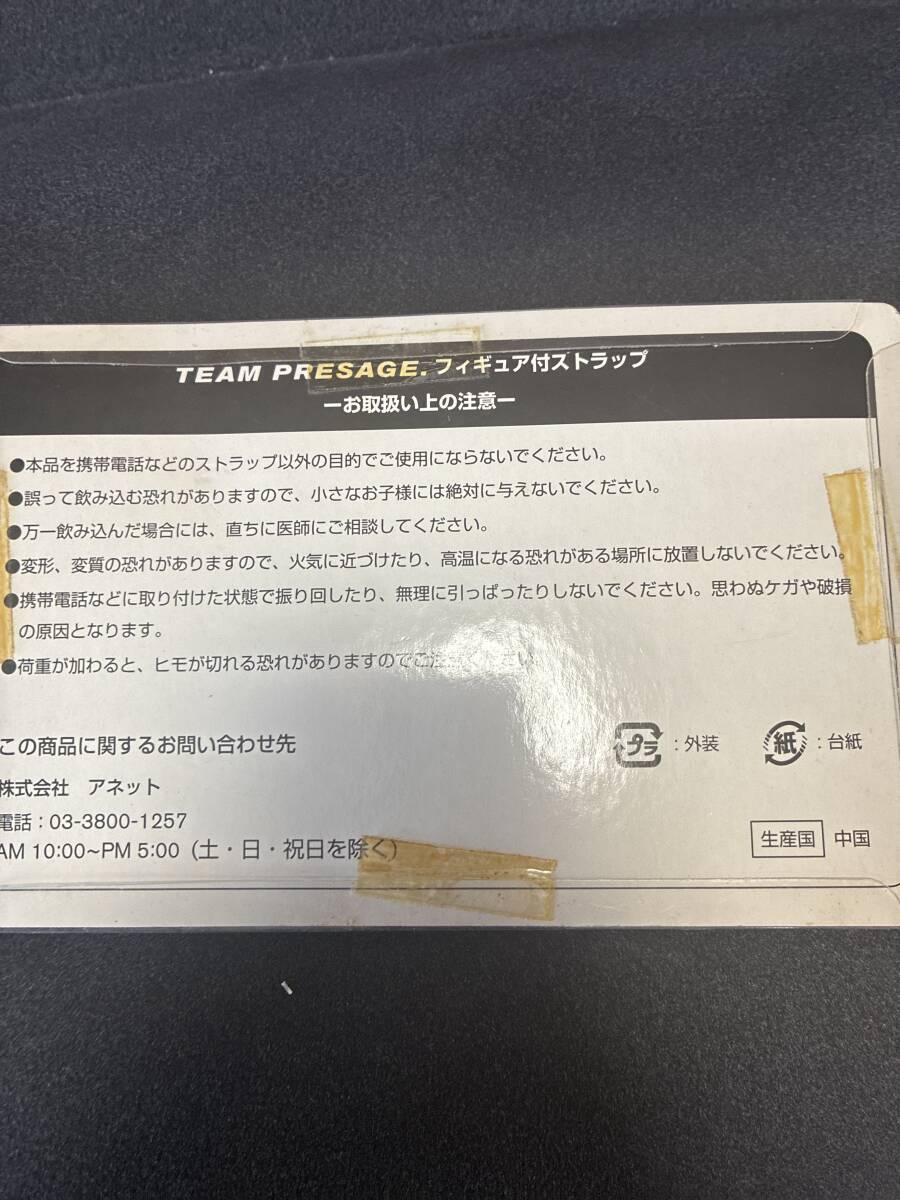 TEAM PRESAGE. フィギュア付ストラップ
ーお取扱い上の注意ー
●本品を携帯電話などのストラップ以外の目的でご使用にならないでください。
●誤って飲み込む恐れがありますので、小さなお子様には絶対に与えないでください。
●万一飲み込んだ場合には、直ちに医師にご相談してください。
●変形、変質の恐れがありますので、火気に近づけたり、高温になる恐れがある場所に放置しないでください。
●携帯電話などに取り付けた状態で振り回したり、無理に引っぱったりしないでください。思わぬケガや破損
の原因となります。
●荷重が加わると、ヒモが切れる恐れがありますのでご注意ください
この商品に関するお問い合わせ先
プラ : 外装
紙 : 台紙
株式会社 アネット
電話 : 03-3800-1257
AM 10:00~PM 5:00 (土・日・祝日を除く)
生産国 中国